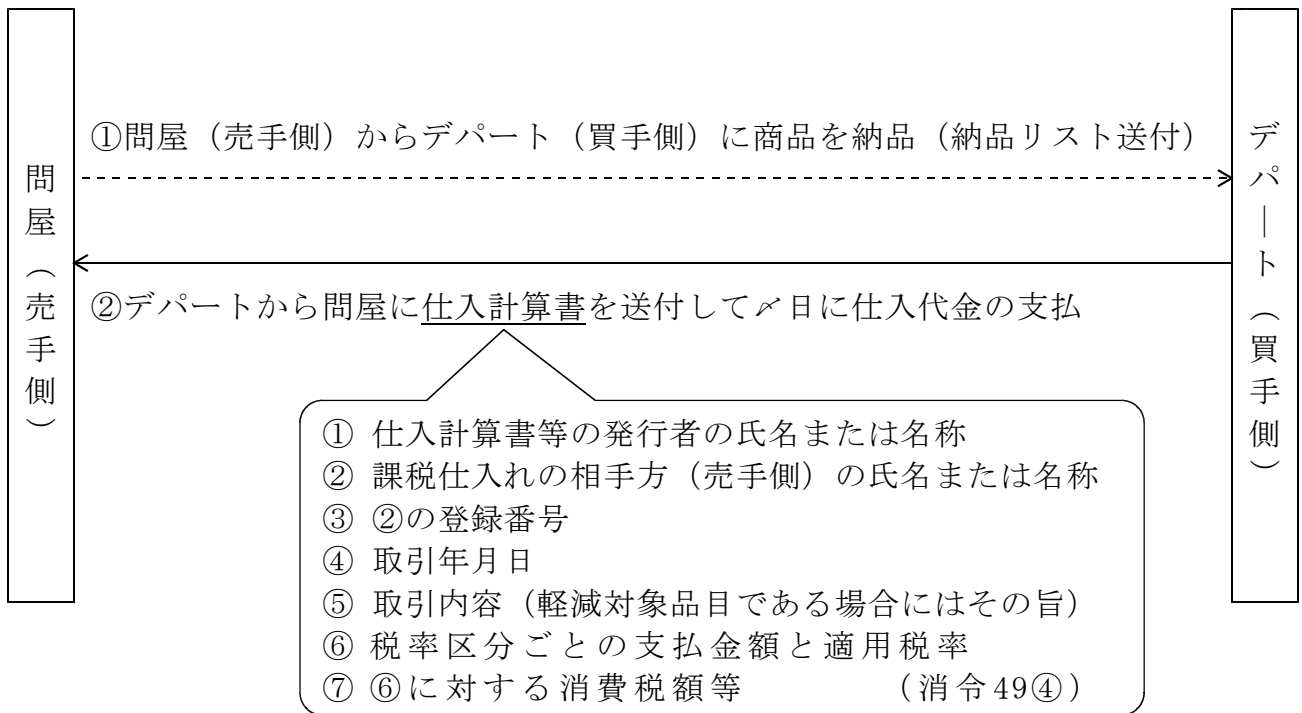 問屋（売手側）
①問屋（売手側）からデパート（買手側）に商品を納品（納品リスト送付）
②デパートから問屋に仕入計算書を送付して〆日に仕入代金の支払
デパート（買手側）
① 仕入計算書等の発行者の氏名または名称
② 課税仕入れの相手方（売手側）の氏名または名称
③ ②の登録番号
④ 取引年月日
⑤ 取引内容（軽減対象品目である場合にはその旨）
⑥ 税率区分ごとの支払金額と適用税率
⑦ ⑥に対する消費税額等　　　　（消令49④）